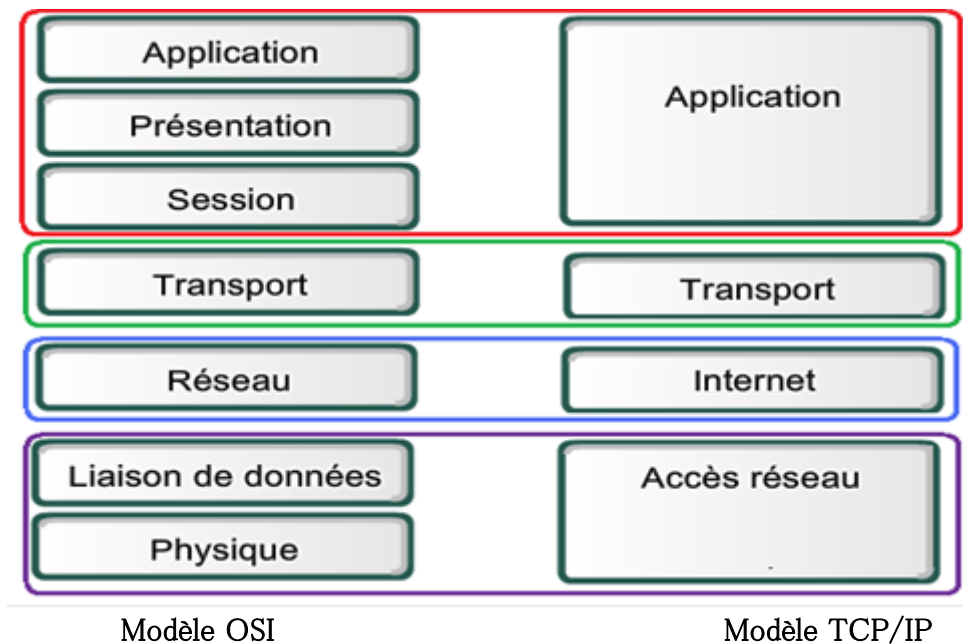 Application
Présentation
Session
Application
Transport
Transport
Réseau
Internet
Liaison de données
Physique
Accès réseau
Modèle OSI
Modèle TCP/IP